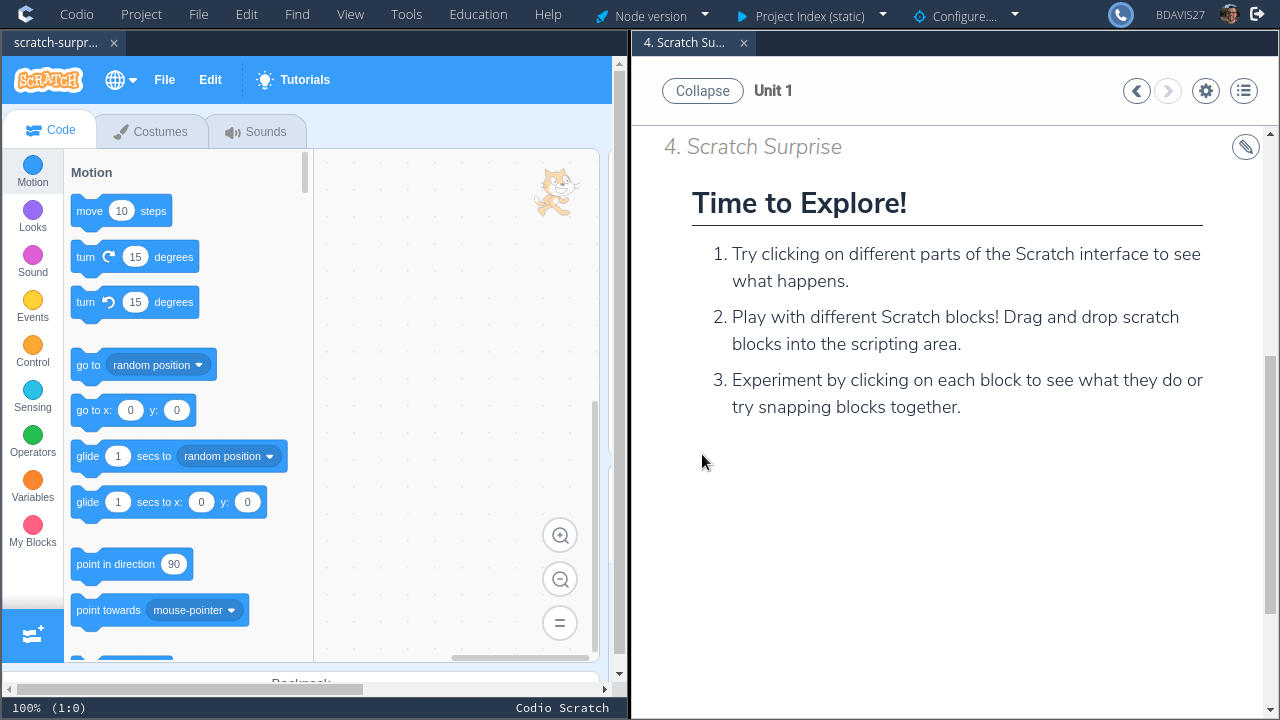 Codio Project File Edit Find View Tools Education Help Node version Project Index (static) Configure.... BDAVIS27
scratch-surpr...
4. Scratch Su...
SCRATCH File Edit Tutorials
Collapse Unit 1
Code Costumes Sounds
4. Scratch Surprise
Motion
Looks
Sound
Events
Control
Sensing
Operators
Variables
My Blocks
Motion
move 10 steps
turn 15 degrees
turn 15 degrees
go to random position
go to x: 0 y: 0
glide 1 secs to random position
glide 1 secs to x: 0 y: 0
point in direction 90
point towards mouse-pointer
Time to Explore!
1. Try clicking on different parts of the Scratch interface to see
what happens.
2. Play with different Scratch blocks! Drag and drop scratch
blocks into the scripting area.
3. Experiment by clicking on each block to see what they do or
try snapping blocks together.
100% (1:0) Codio Scratch